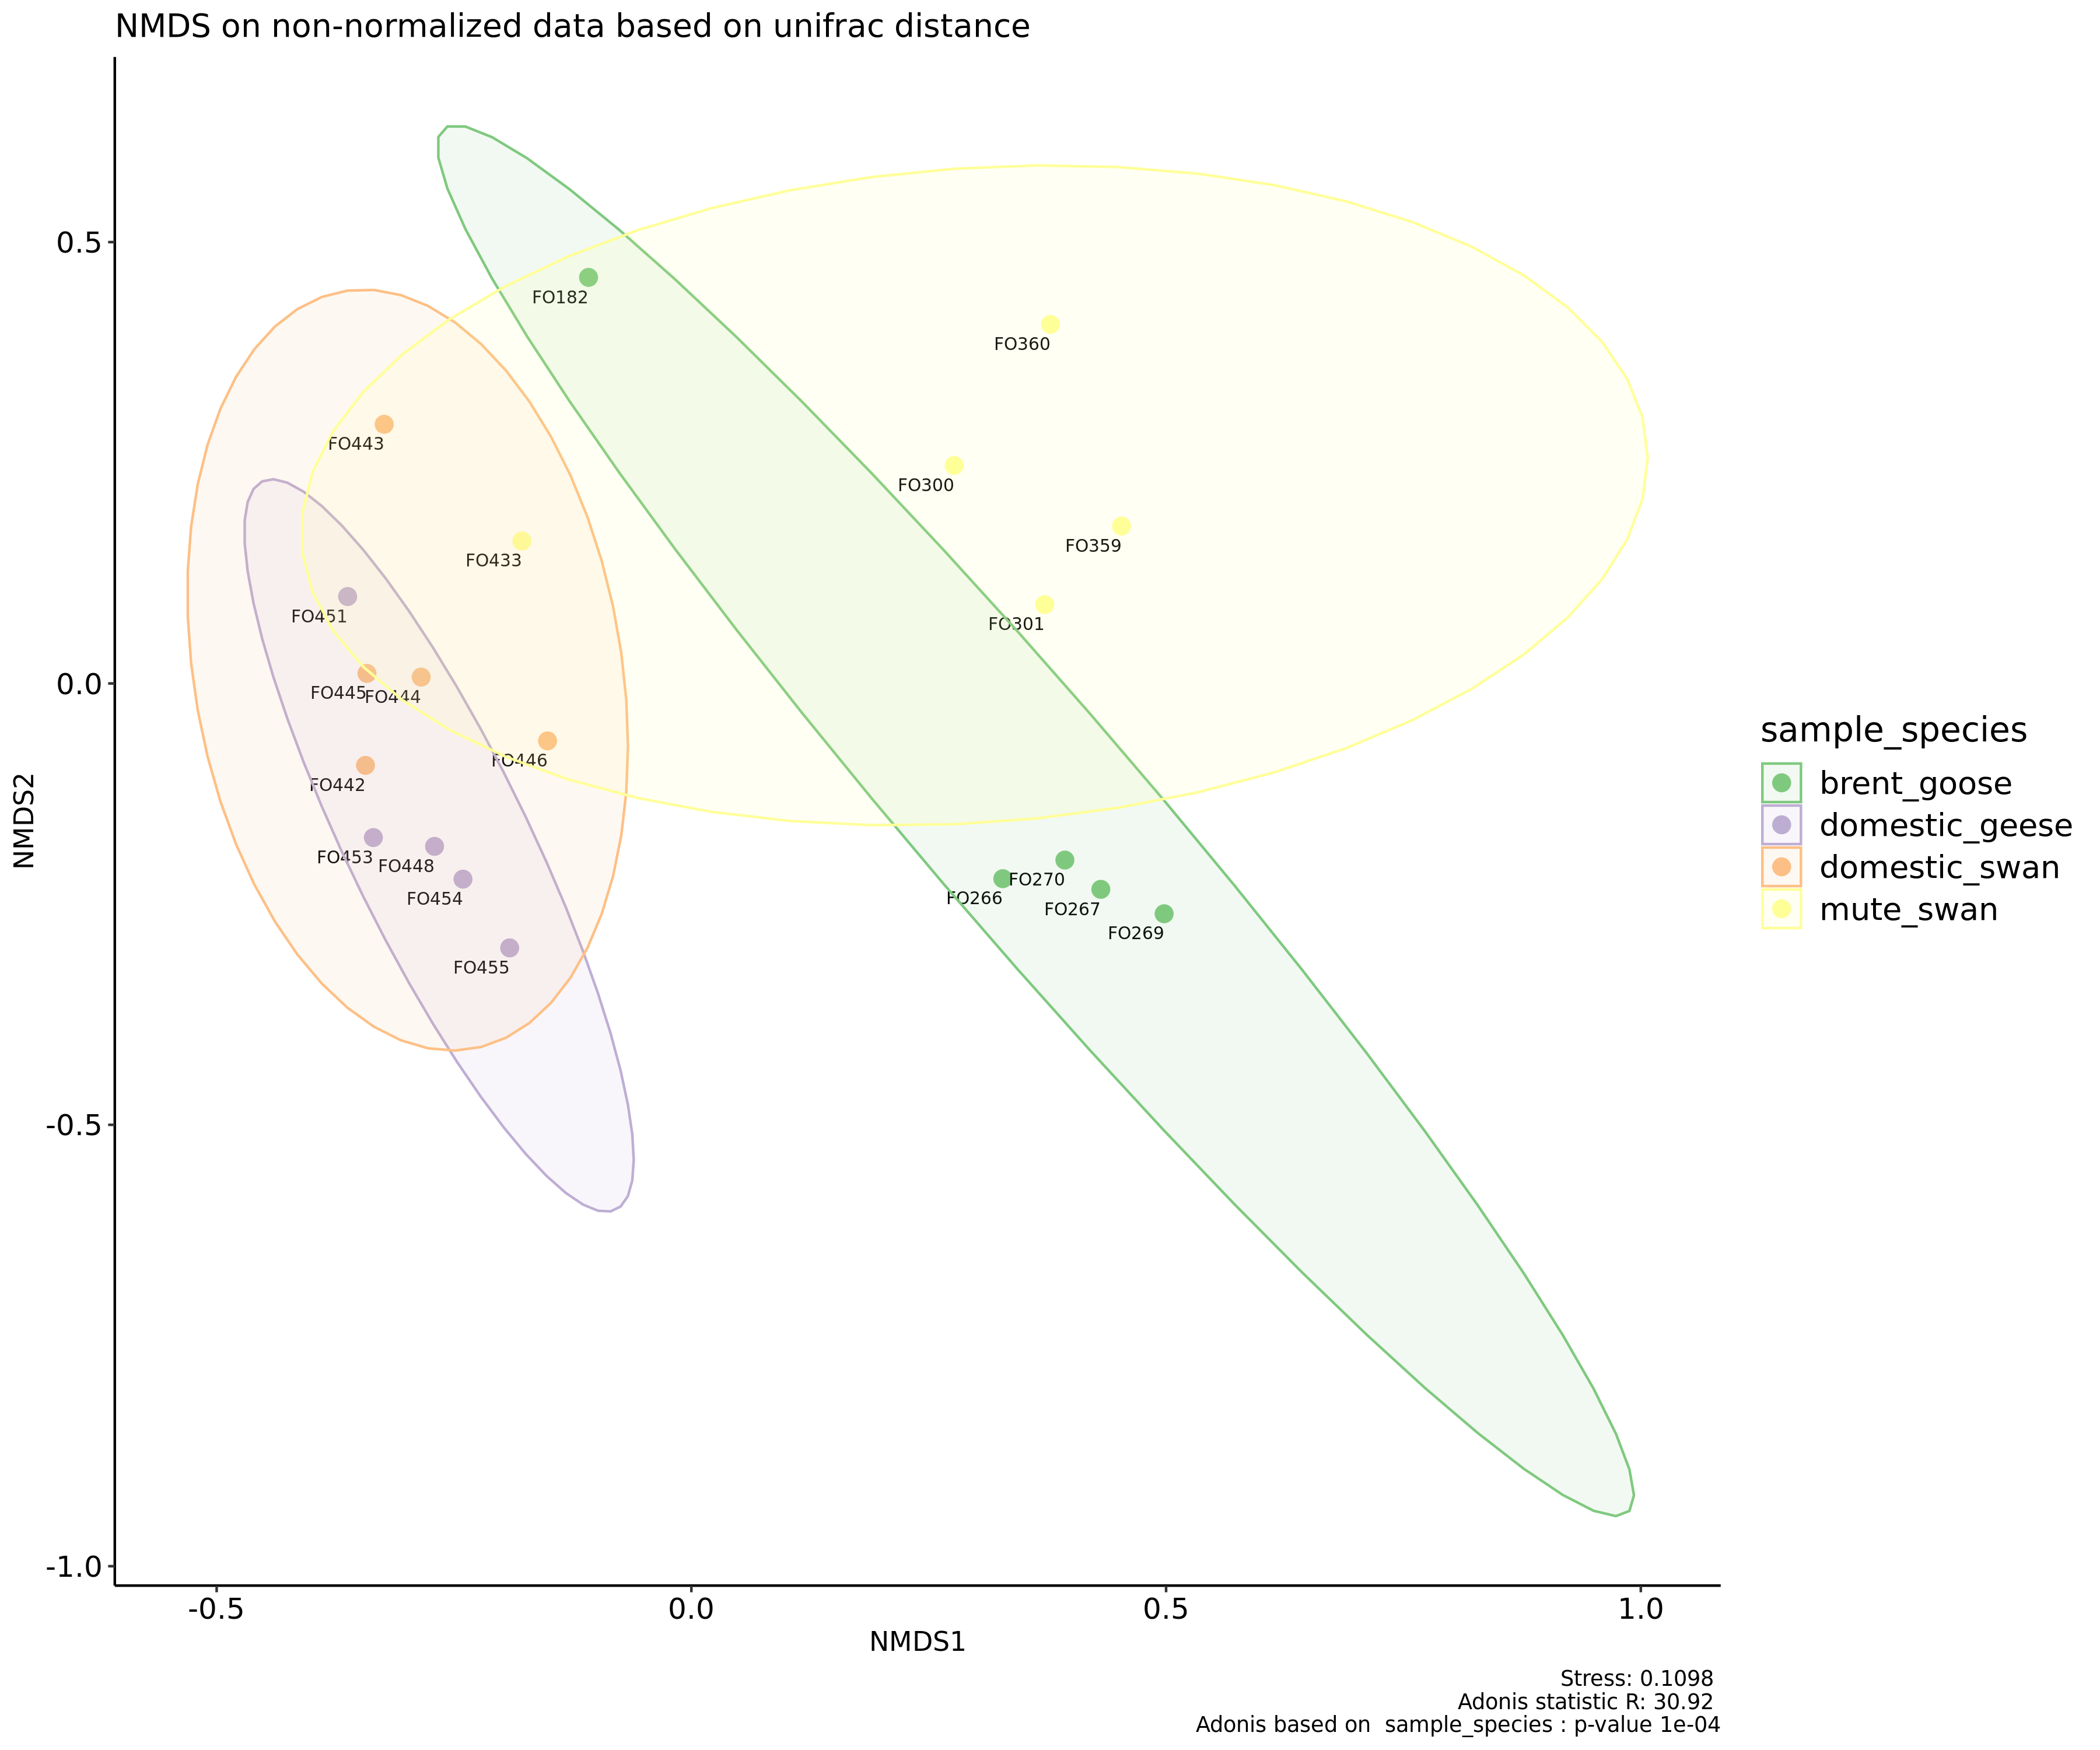 NMDS on non-normalized data based on unifrac distance
0.5
0.0
-0.5
-1.0
NMDS2
FO182
FO360
FO443
FO300
FO433
FO359
FO451
FO301
FO445
FO444
FO446
FO442
FO453
FO448
FO454
FO455
FO266
FO270
FO267
FO269
-0.5 0.0 0.5 1.0
NMDS1
sample_species
brent_goose
domestic_geese
domestic_swan
mute_swan
Stress: 0.1098
Adonis statistic R: 30.92
Adonis based on  sample_species : p-value 1e-04